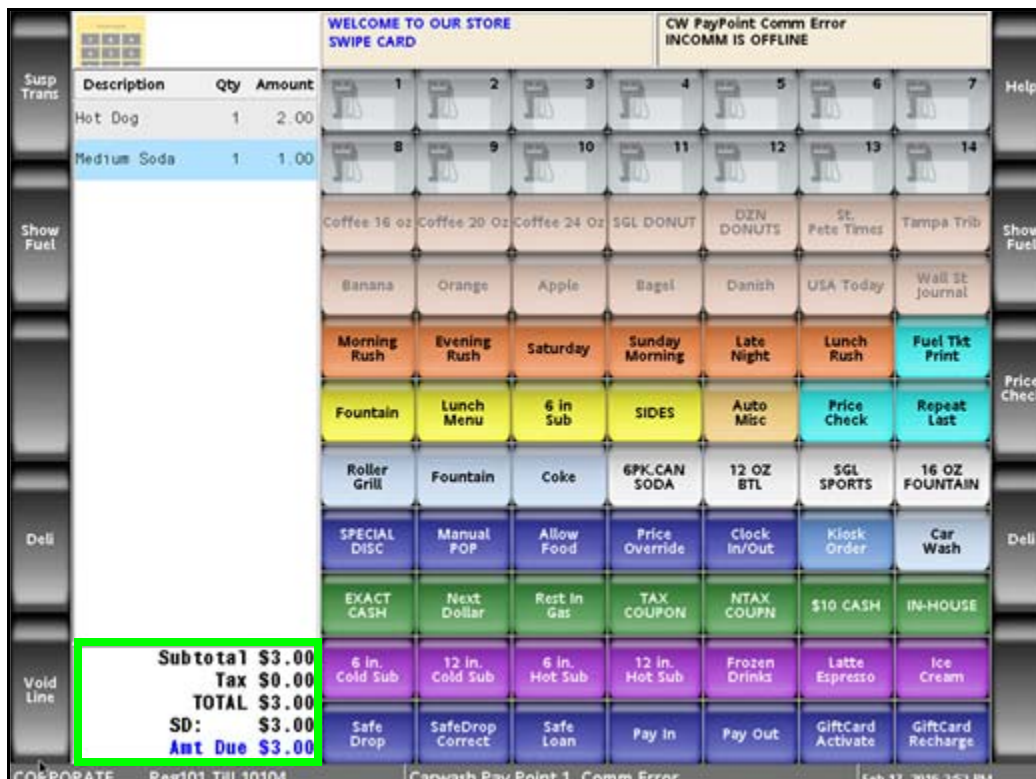 WELCOME TO OUR STORE
SWIPE CARD
CW PayPoint Comm Error
INCOMM IS OFFLINE
Susp
Trans
Description Qty Amount
1 2 3 4 5 6 7
Help
Hot Dog 1 2.00
Medium Soda 1 1.00
8 9 10 11 12 13 14
Show
Fuel
Coffee 16 oz Coffee 20 Oz Coffee 24 Oz SGL DONUT DZN
DONUTS St.
Pete Times Tampa Trib
Show
Fuel
Banana Orange Apple Bagel Danish USA Today Wall St
Journal
Morning
Rush Evening
Rush Saturday Sunday
Morning Late
Night Lunch
Rush Fuel Tkt
Print
Price
Check
Fountain Lunch
Menu 6 in
Sub SIDES Auto
Misc Price
Check Repeat
Last
Roller
Grill Fountain Coke 6PK.CAN
SODA 12 OZ
BTL SGL
SPORTS 16 OZ
FOUNTAIN
Deli
SPECIAL
DISC Manual
POP Allow
Food Price
Override Clock
In/Out Kiosk
Order Car
Wash
Deli
EXACT
CASH Next
Dollar Rest In
Gas TAX
COUPON NTAX
COUPN $10 CASH IN-HOUSE
Void
Line
Subtotal $3.00
Tax $0.00
TOTAL $3.00
SD: $3.00
Amt Due $3.00
6 in.
Cold Sub 12 in.
Cold Sub 6 in.
Hot Sub 12 in.
Hot Sub Frozen
Drinks Latte
Espresso Ice
Cream
Safe
Drop SafeDrop
Correct Safe
Loan Pay In Pay Out GiftCard
Activate GiftCard
Recharge
CORPORATE Reg101 Till 10104 Carwash Pay Point 1 Comm Error